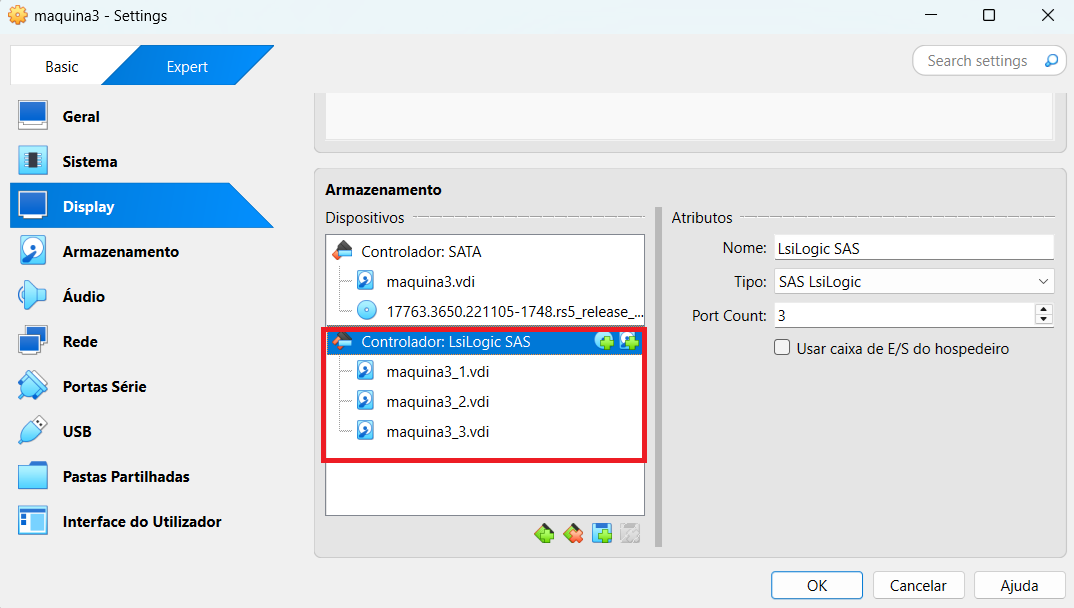 maquina3 - Settings
Basic
Expert
Search settings
Geral
Sistema
Display
Armazenamento
Áudio
Rede
Portas Série
USB
Pastas Partilhadas
Interface do Utilizador
Armazenamento
Dispositivos
Controlador: SATA
maquina3.vdi
17763.3650.221105-1748.rs5_release_...
Controlador: LsiLogic SAS
maquina3_1.vdi
maquina3_2.vdi
maquina3_3.vdi
Atributos
Nome: LsiLogic SAS
Tipo: SAS LsiLogic
Port Count: 3
Usar caixa de E/S do hospedeiro
OK
Cancelar
Ajuda